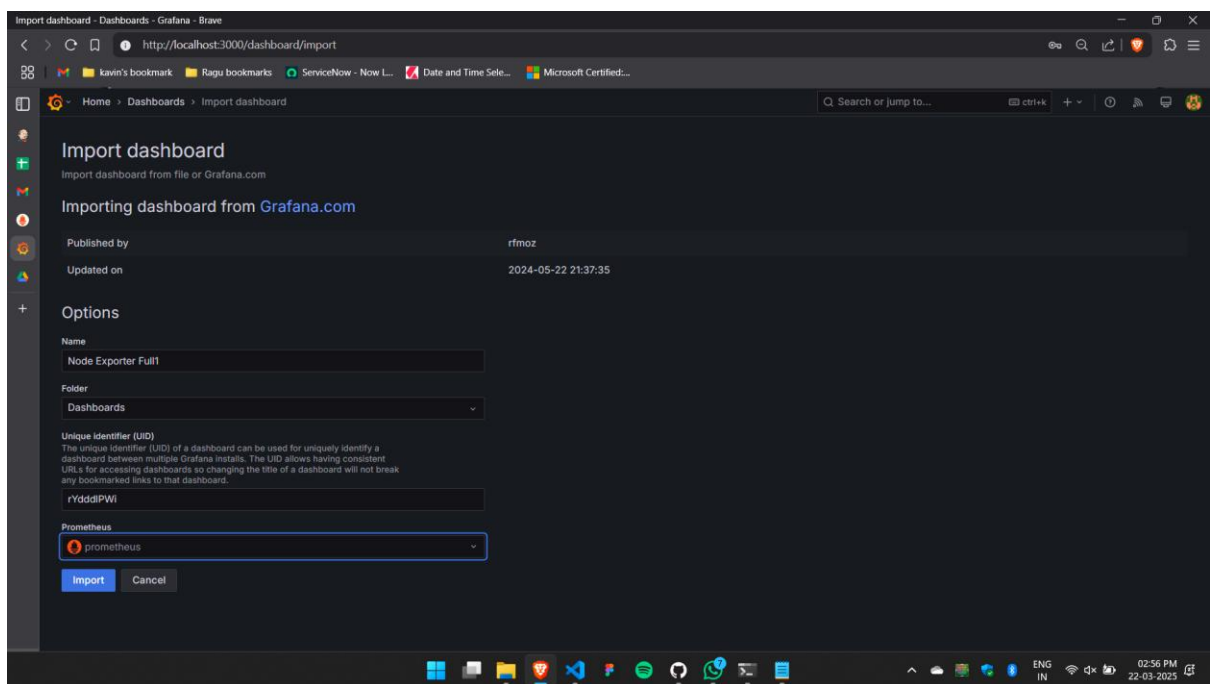 Import dashboard - Dashboards - Grafana - Brave
http://localhost:3000/dashboard/import
kavin's bookmark Ragu bookmarks ServiceNow - Now L... Date and Time Sele... Microsoft Certified:...
Home > Dashboards > Import dashboard
Search or jump to... ctrl+k
Import dashboard
Import dashboard from file or Grafana.com
Importing dashboard from Grafana.com
Published by rfmoz
Updated on 2024-05-22 21:37:35
Options
Name
Node Exporter Full1
Folder
Dashboards
Unique identifier (UID)
The unique identifier (UID) of a dashboard can be used for uniquely identify a
dashboard between multiple Grafana installs. The UID allows having consistent
URLs for accessing dashboards so changing the title of a dashboard will not break
any bookmarked links to that dashboard.
rYdddlPWi
Prometheus
prometheus
Import Cancel
7
ENG 02:56 PM
IN 22-03-2025